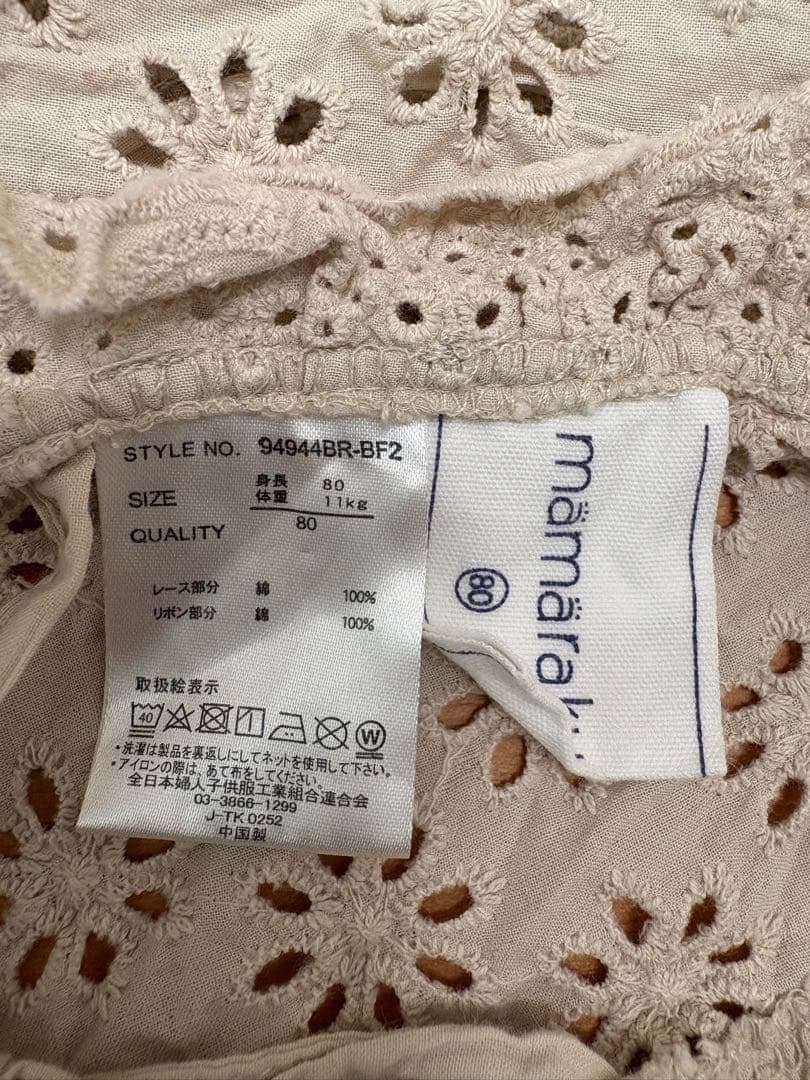 STYLE NO. 94944BR-BF2
SIZE 身長 80
体重 11kg
QUALITY 80
レース部分 綿 100%
リボン部分 綿 100%
取扱絵表示
40
W
・洗濯は製品を裏返しにしてネットを使用して下さい。
・アイロンの際は、あて布をしてください。
全日本婦人子供服工業組合連合会
03-3866-1299
J-TK 0252
中国製
80